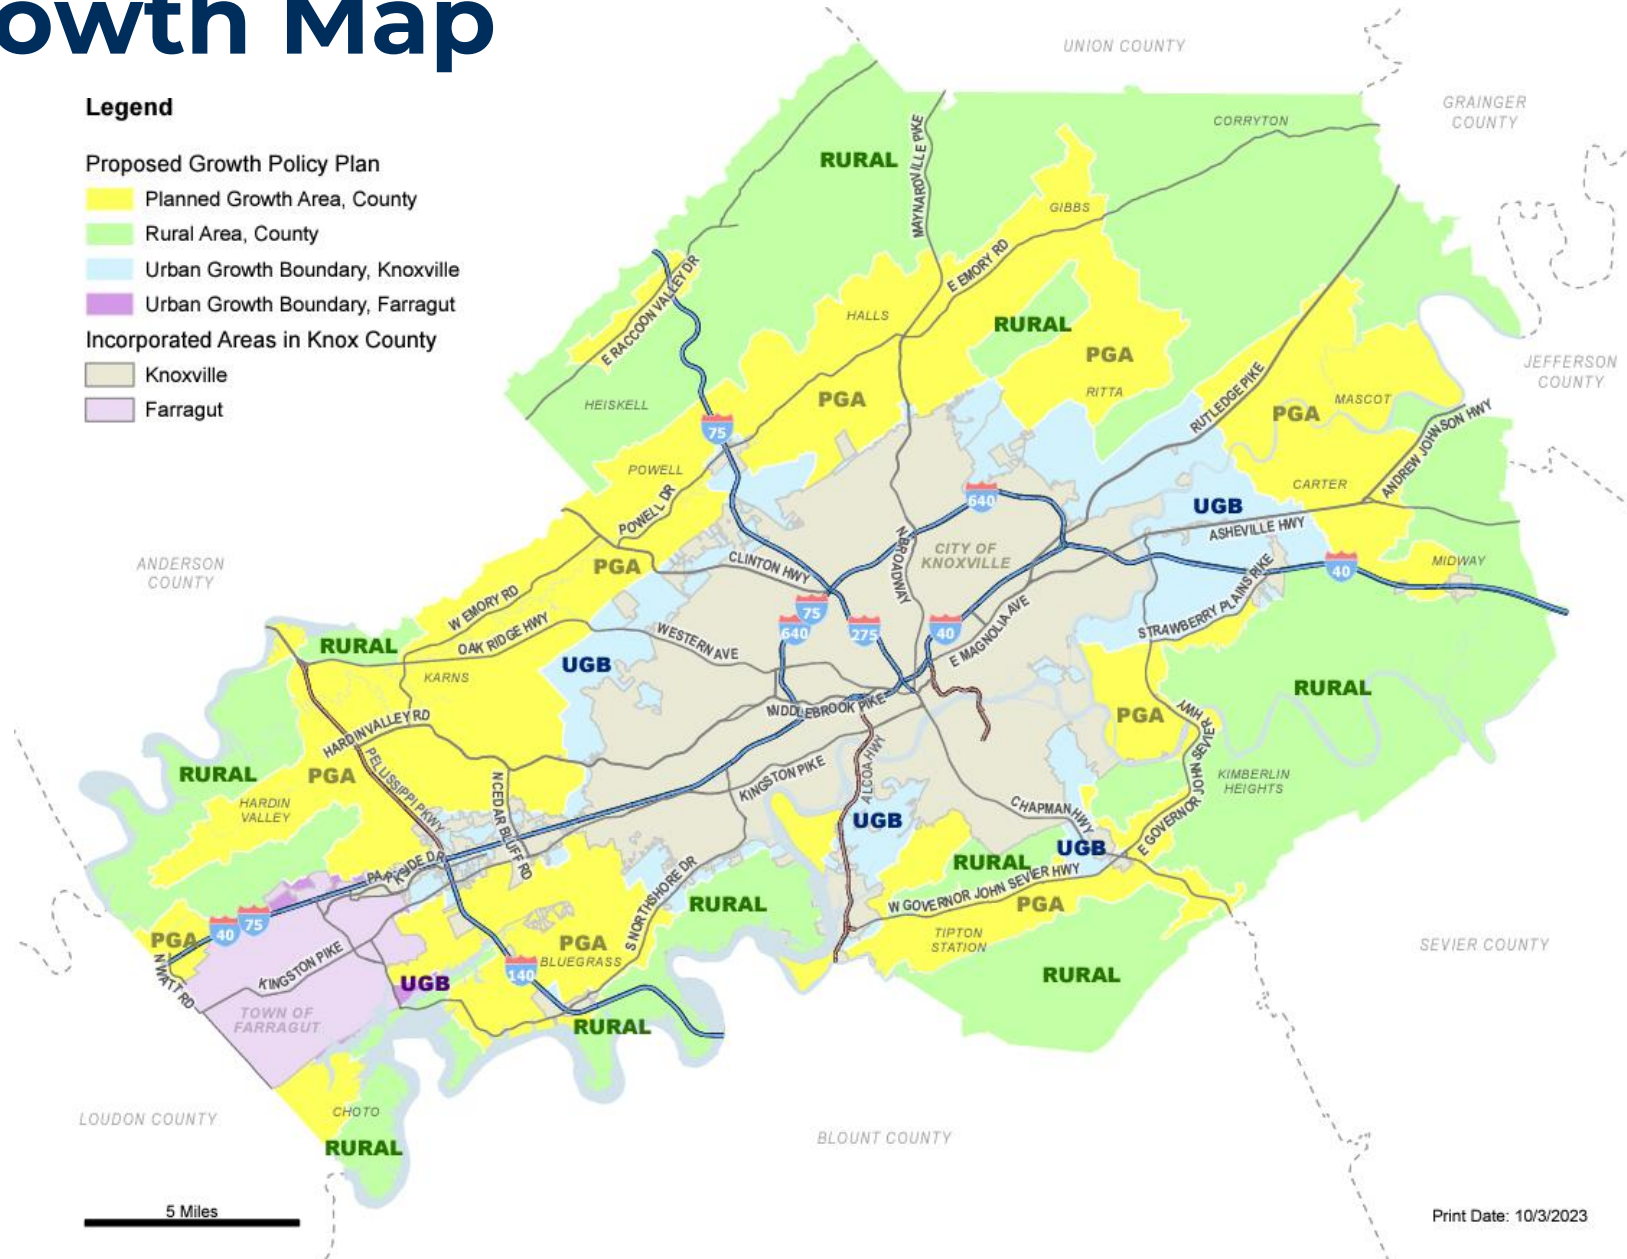 owth Map
Legend
Proposed Growth Policy Plan
Planned Growth Area, County
Rural Area, County
Urban Growth Boundary, Knoxville
Urban Growth Boundary, Farragut
Incorporated Areas in Knox County
Knoxville
Farragut
UNION COUNTY
GRAINGER
COUNTY
CORRYTON
RURAL
MAYNARDVILLE PIKE
GIBBS
E EMORY RD
E RACCOON VALLEY DR
HALLS
RURAL
PGA
RITTA
JEFFERSON
COUNTY
HEISKELL
PGA
RUTLEDGE PIKE
PGA
MASCOT
ANDREW JOHNSON HWY
75
POWELL
POWELL DR
640
CARTER
UGB
ASHEVILLE HWY
N BROADWAY
CITY OF
KNOXVILLE
MIDWAY
40
ANDERSON
COUNTY
PGA
CLINTON HWY
STRAWBERRY PLAINS PIKE
W EMORY RD
75
640
275
40
E MAGNOLIA AVE
OAK RIDGE HWY
WESTERN AVE
RURAL
UGB
KARNS
RURAL
MIDDLEBROOK PIKE
PGA
HARDIN VALLEY RD
PELLISSIPPI PKWY
RURAL
PGA
N CEDAR BLUFF RD
KINGSTON PIKE
ALCOA HWY
E GOVERNOR JOHN SEVIER HWY
KIMBERLIN
HEIGHTS
HARDIN
VALLEY
UGB
CHAPMAN HWY
UGB
RURAL
PARKSIDE DR
W GOVERNOR JOHN SEVIER HWY
PGA
RURAL
S NORTHSHORE DR
40
75
PGA
N WATT RD
KINGSTON PIKE
PGA
BLUEGRASS
TIPTON
STATION
SEVIER COUNTY
140
UGB
RURAL
TOWN OF
FARRAGUT
RURAL
LOUDON COUNTY
CHOTO
RURAL
BLOUNT COUNTY
5 Miles
Print Date: 10/3/2023